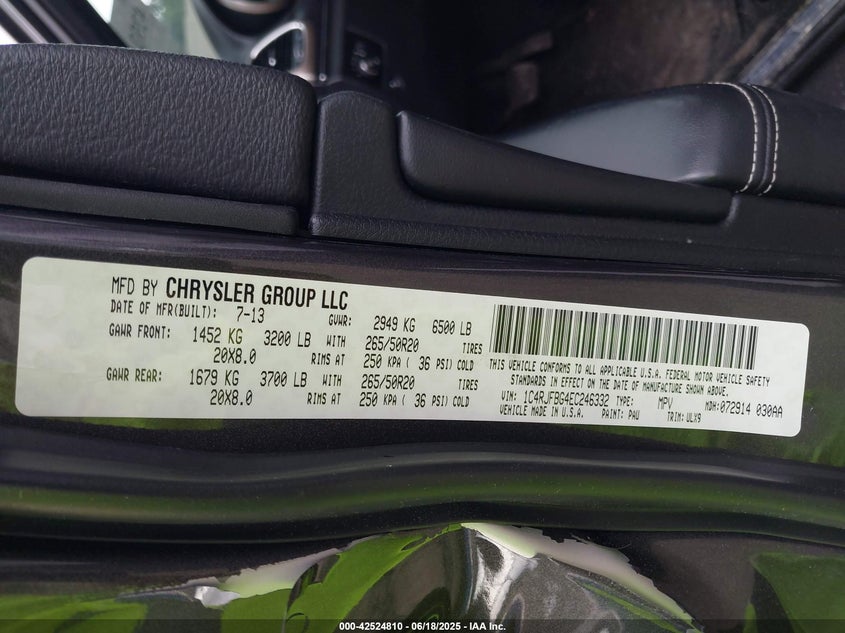 MFD BY CHRYSLER GROUP LLC
DATE OF MFR(BUILT): 7-13 GVWR: 2949 KG 6500 LB
GAWR FRONT: 1452 KG 3200 LB WITH 265/50R20 TIRES
20X8.0 RIMS AT 250 KPA ( 36 PSI) COLD
GAWR REAR: 1679 KG 3700 LB WITH 265/50R20 TIRES
20X8.0 RIMS AT 250 KPA ( 36 PSI) COLD
THIS VEHICLE CONFORMS TO ALL APPLICABLE U.S.A. FEDERAL MOTOR VEHICLE SAFETY
STANDARDS IN EFFECT ON THE DATE OF MANUFACTURE SHOWN ABOVE.
VIN: 1C4RJFBG4EC246332 TYPE: MPV MDH: 072914 030AA
VEHICLE MADE IN U.S.A. PAINT: PAU TRIM: ULX9
000-42524810 - 06/18/2025 - IAA Inc.